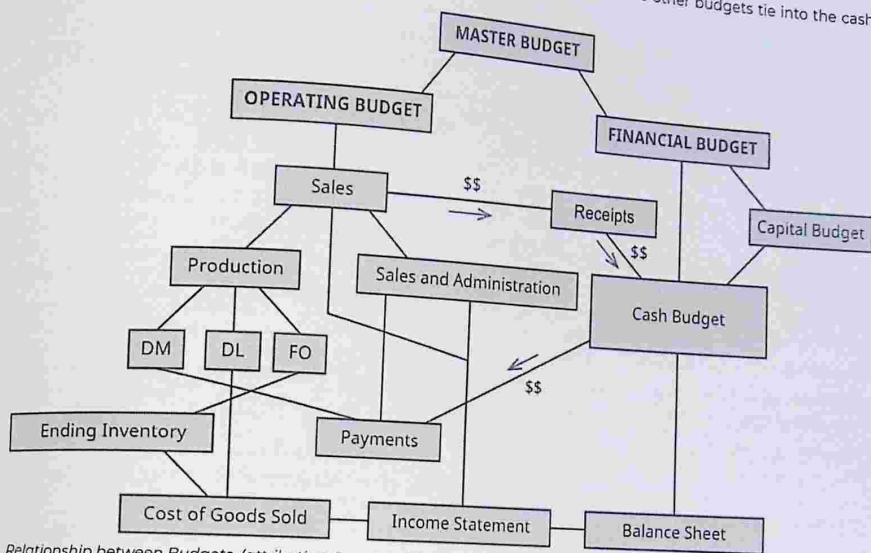 other budgets tie into the cash
MASTER BUDGET
OPERATING BUDGET
FINANCIAL BUDGET
Sales
$$
Receipts
Capital Budget
$$
Production
Sales and Administration
Cash Budget
DM
DL
FO
$$
Ending Inventory
Payments
Cost of Goods Sold
Income Statement
Balance Sheet
Relationship between Budgets